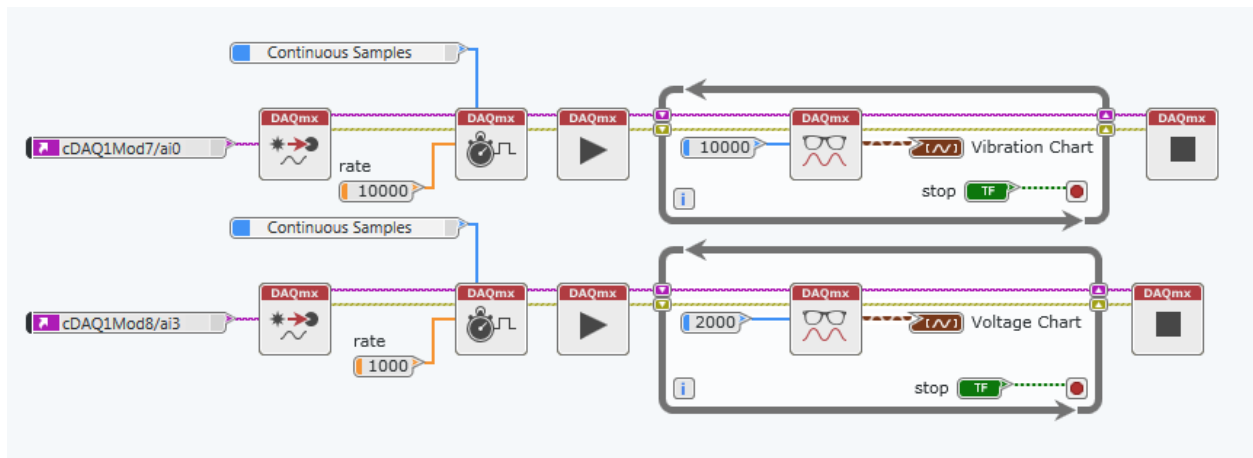 Continuous Samples
DAQmx DAQmx DAQmx DAQmx DAQmx
cDAQ1Mod7/ai0
10000 Vibration Chart
rate
10000
stop TF
i
Continuous Samples
DAQmx DAQmx DAQmx DAQmx DAQmx
cDAQ1Mod8/ai3
2000 Voltage Chart
rate
1000
stop TF
i